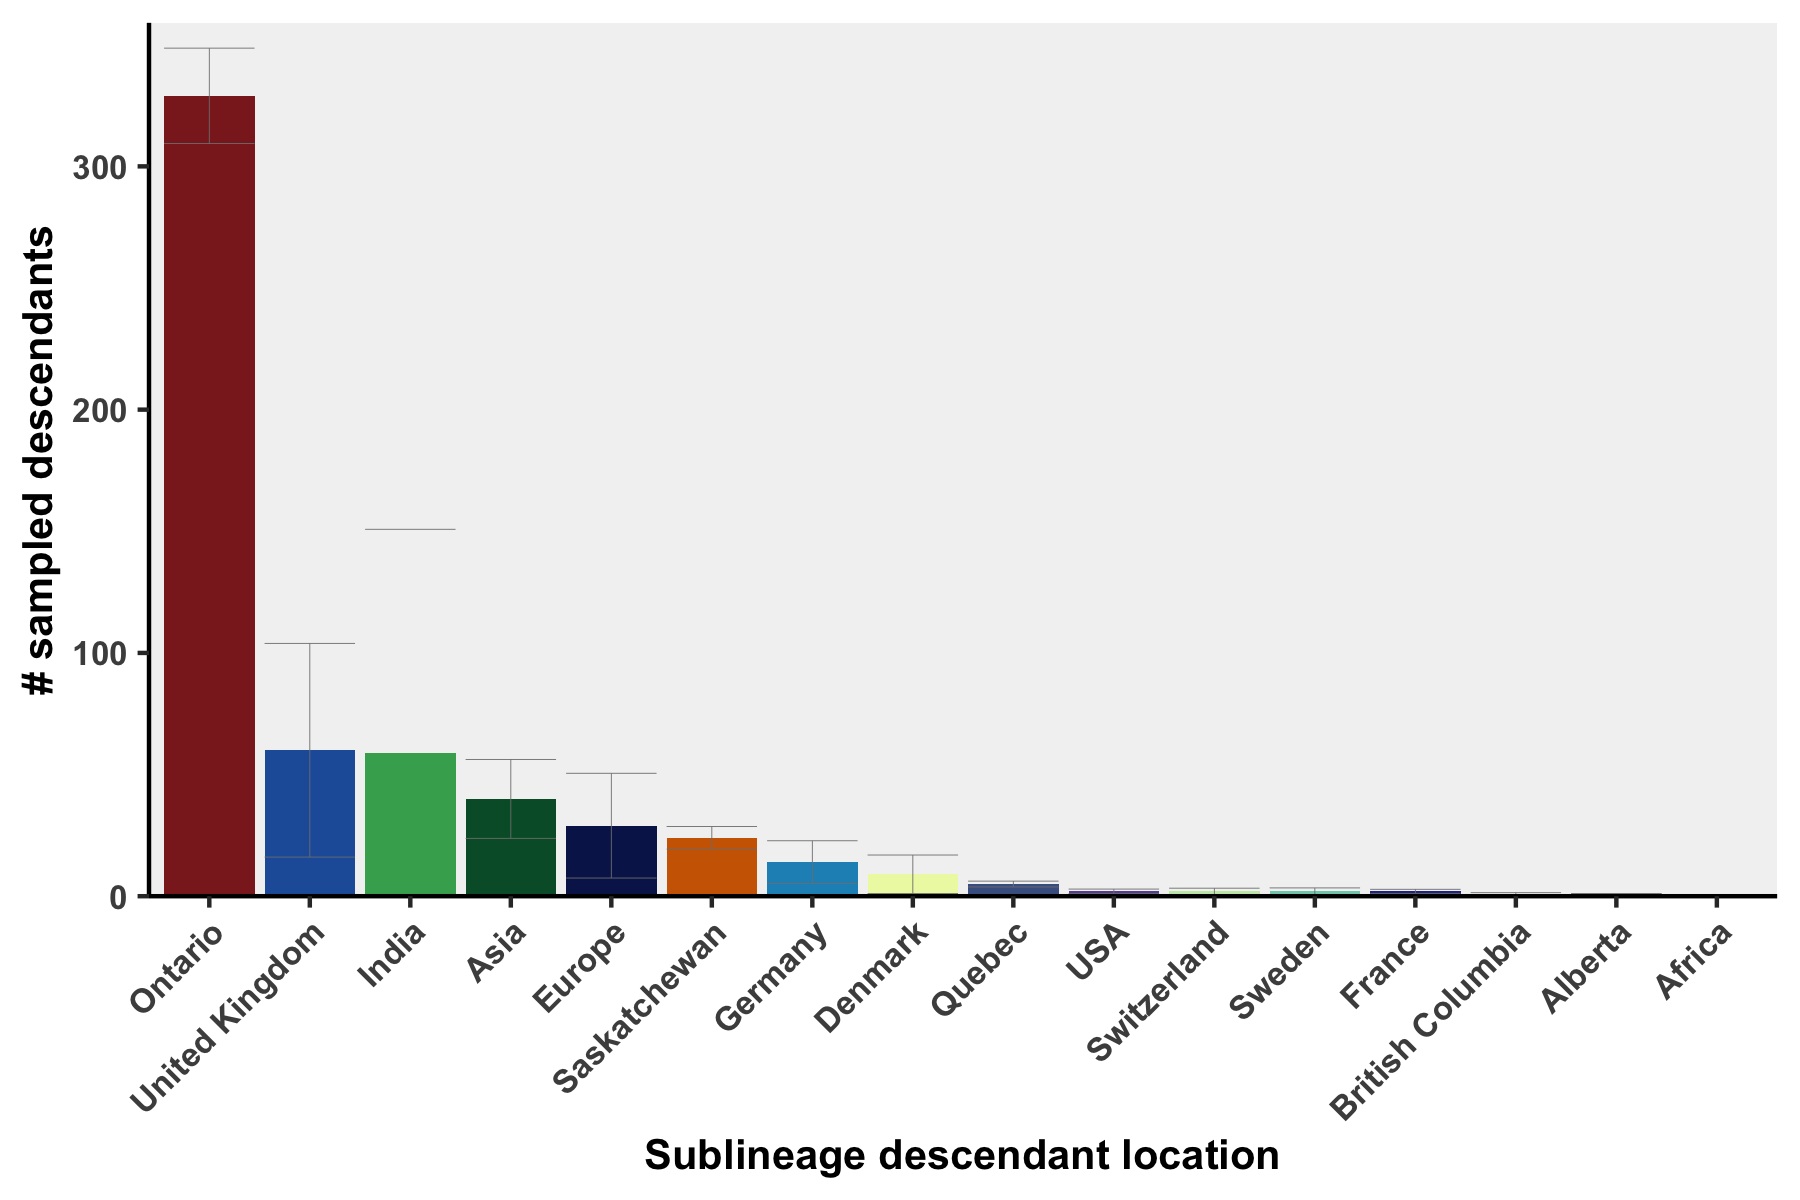 # sampled descendants
300
200
100
0
Ontario
United Kingdom
India
Asia
Europe
Saskatchewan
Germany
Denmark
Quebec
USA
Switzerland
Sweden
France
British Columbia
Alberta
Africa
Sublineage descendant location